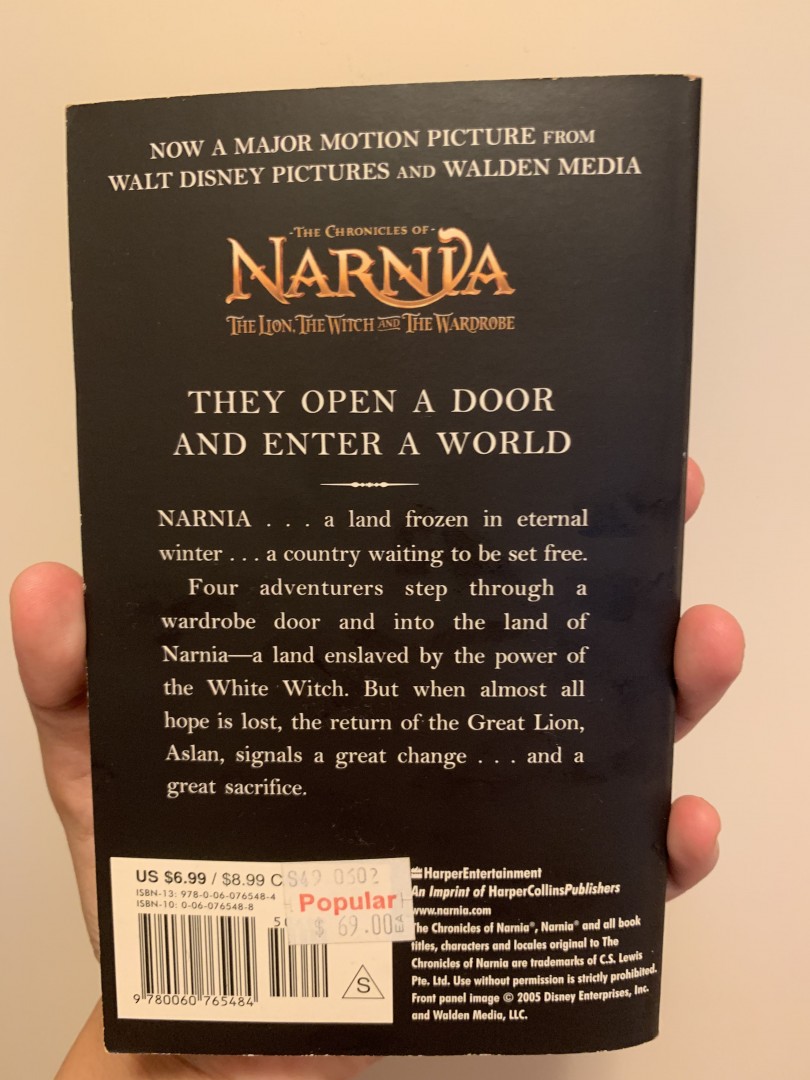 NOW A MAJOR MOTION PICTURE FROM
WALT DISNEY PICTURES AND WALDEN MEDIA
THE CHRONICLES OF
NARNIA
THE LION, THE WITCH AND THE WARDROBE
THEY OPEN A DOOR
AND ENTER A WORLD
NARNIA . . . a land frozen in eternal
winter . . . a country waiting to be set free.
Four adventurers step through a
wardrobe door and into the land of
Narnia—a land enslaved by the power of
the White Witch. But when almost all
hope is lost, the return of the Great Lion,
Aslan, signals a great change . . . and a
great sacrifice.
US $6.99 / $8.99 C
ISBN-13: 978-0-06-076548-4
ISBN-10: 0-06-076548-8
Popular
$ 69.00
EA
5
S
9 780060 765484
HarperEntertainment
An Imprint of HarperCollinsPublishers
www.narnia.com
The Chronicles of Narnia®, Narnia® and all book
titles, characters and locales original to The
Chronicles of Narnia are trademarks of C.S. Lewis
Pte. Ltd. Use without permission is strictly prohibited.
Front panel image © 2005 Disney Enterprises, Inc.
and Walden Media, LLC.